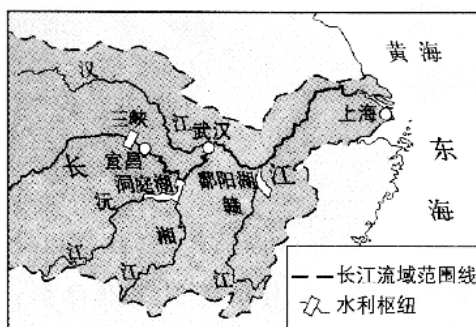 黄海
汉
江
三峡
武汉
上海
宜昌
长
江
东
海
洞庭湖
鄱阳湖
沅
江
湘
江
赣
江
长江流域范围线
水利枢纽